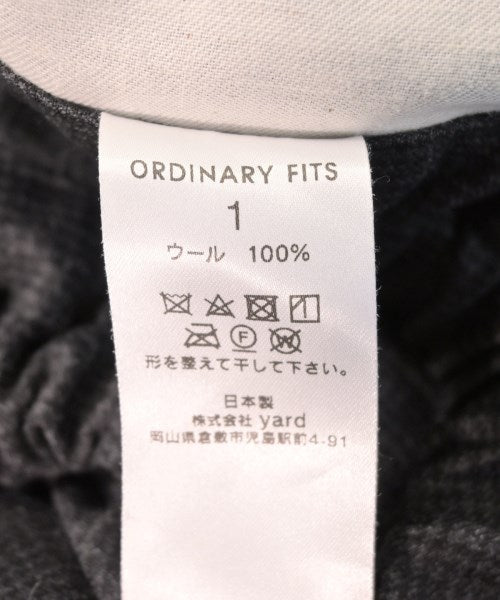 ORDINARY FITS
1
ウール 100%
形を整えて干して下さい。
日本製
株式会社 yard
岡山県倉敷市児島駅前4-91